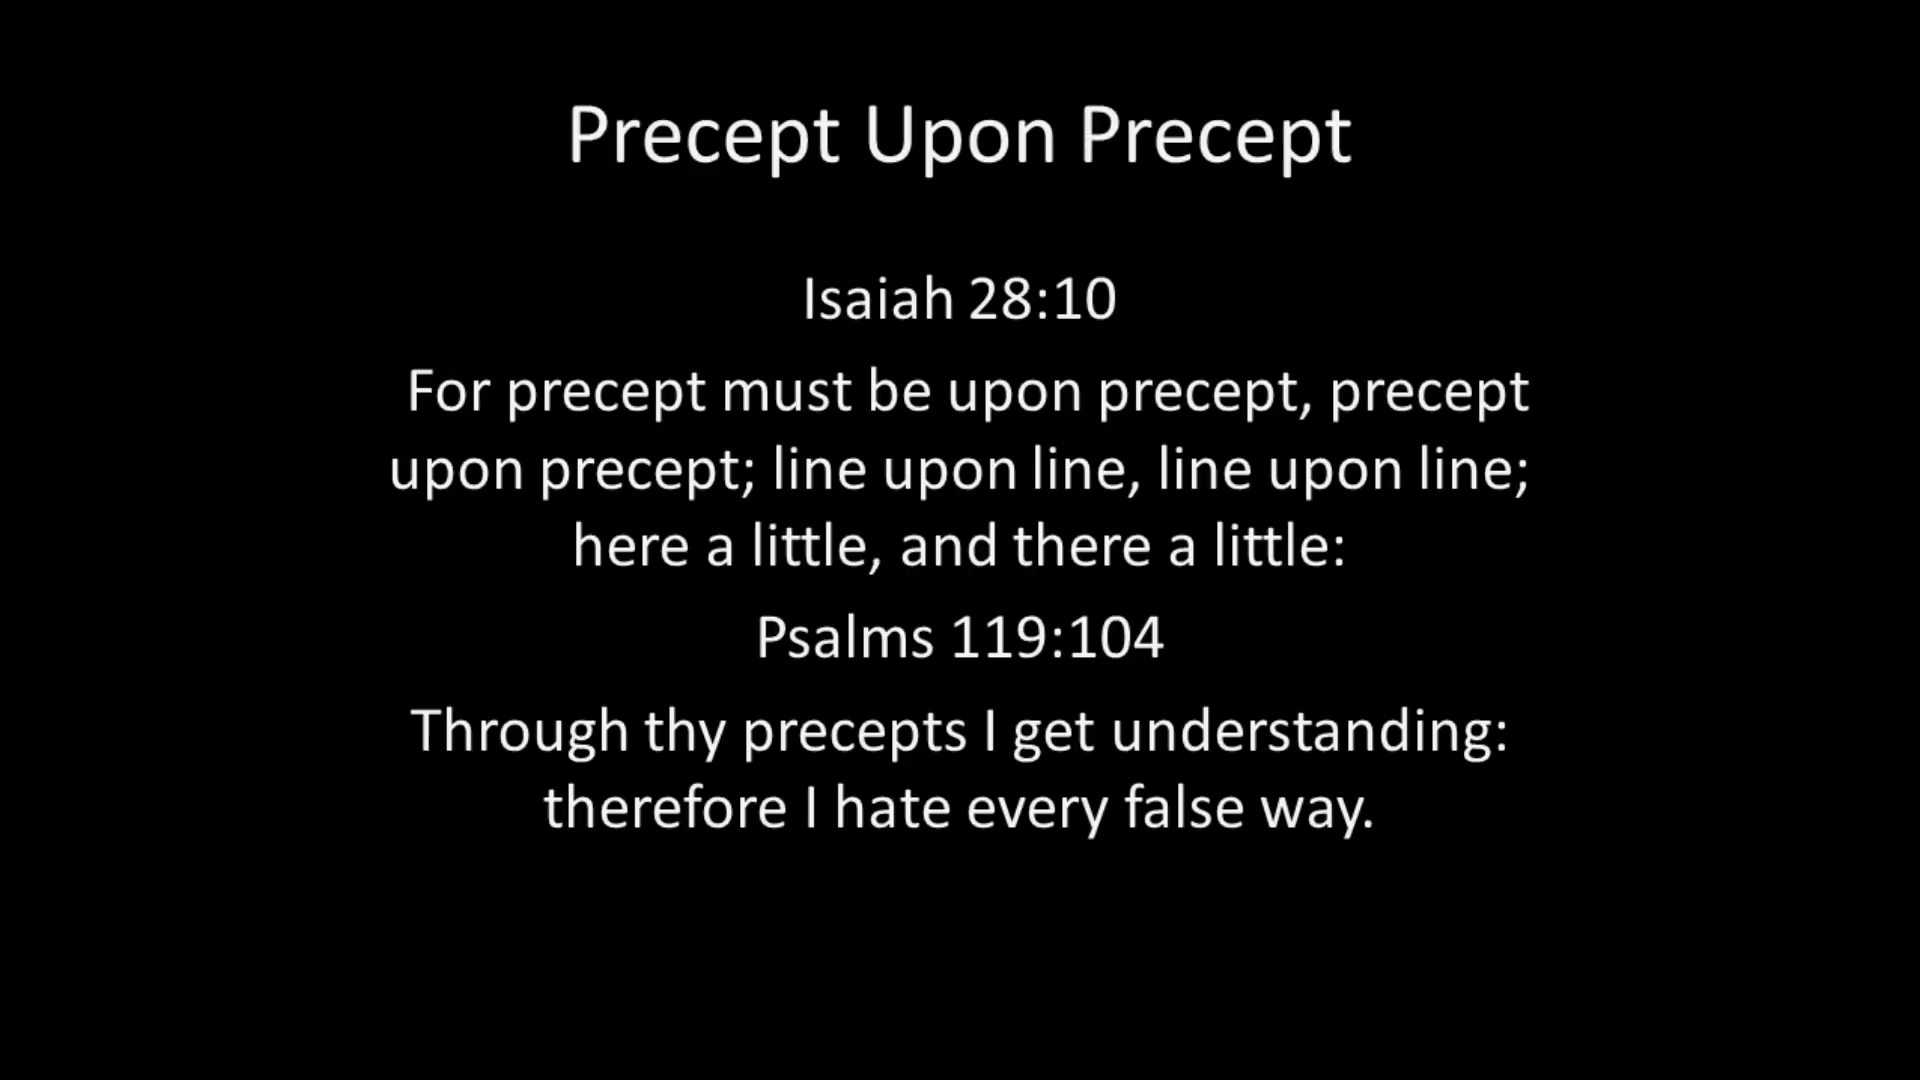 Precept Upon Precept
Isaiah 28:10
For precept must be upon precept, precept
upon precept; line upon line, line upon line;
here a little, and there a little:
Psalms 119:104
Through thy precepts I get understanding:
therefore I hate every false way.